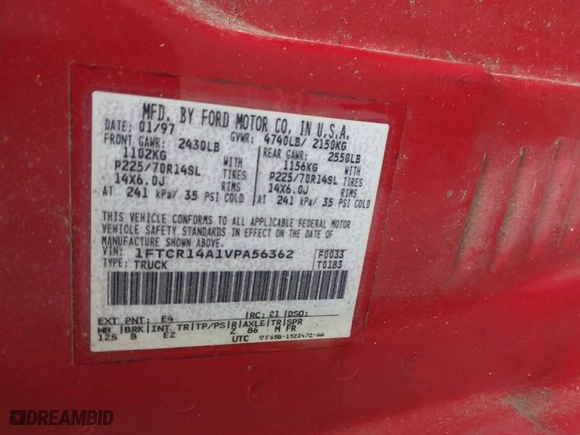 MFD. BY FORD MOTOR CO. IN U.S.A.
DATE: 01/97 GVWR: 4740LB/ 2150KG
FRONT GAWR: 2430LB REAR GAWR: 2550LB
1102KG WITH 1156KG WITH
P225/70R14SL TIRES P225/70R14SL TIRES
14X6.0J RIMS 14X6.0J RIMS
AT 241 kPa/ 35 PSI COLD AT 241 kPa/ 35 PSI COLD
THIS VEHICLE CONFORMS TO ALL APPLICABLE FEDERAL MOTOR
VEHICLE SAFETY STANDARDS IN EFFECT ON THE DATE OF
MANUFACTURE SHOWN ABOVE.
VIN: 1FTCR14A1VPA56362 F0033
TYPE: TRUCK T0183
EXT PNT: E4 RC: 21 DSO:
WB BRK INT TR TP/PS R AXLE TR SPR
125 B E2 Z 86 M FR
UTC
DREAMBID